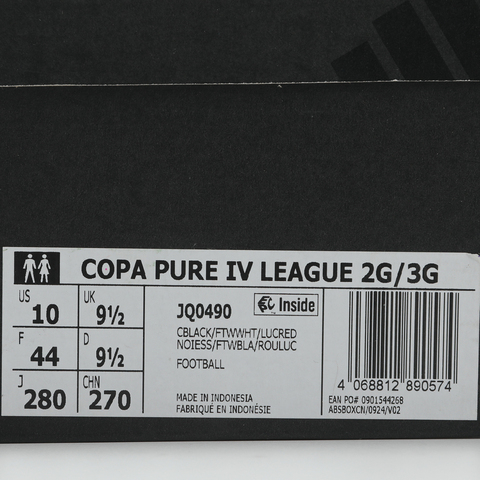 COPA PURE IV LEAGUE 2G/3G
US 10 UK 9½
F 44 D 9½
J 280 CHN 270
JQ0490
Inside
CBLACK/FTWWHT/LUCRED
NOIESS/FTWBLA/ROULUC
FOOTBALL
MADE IN INDONESIA
FABRIQUÉ EN INDONÉSIE
4 068812 890574
EAN PO# 0901544268
ABSBOXCN/0924/V02